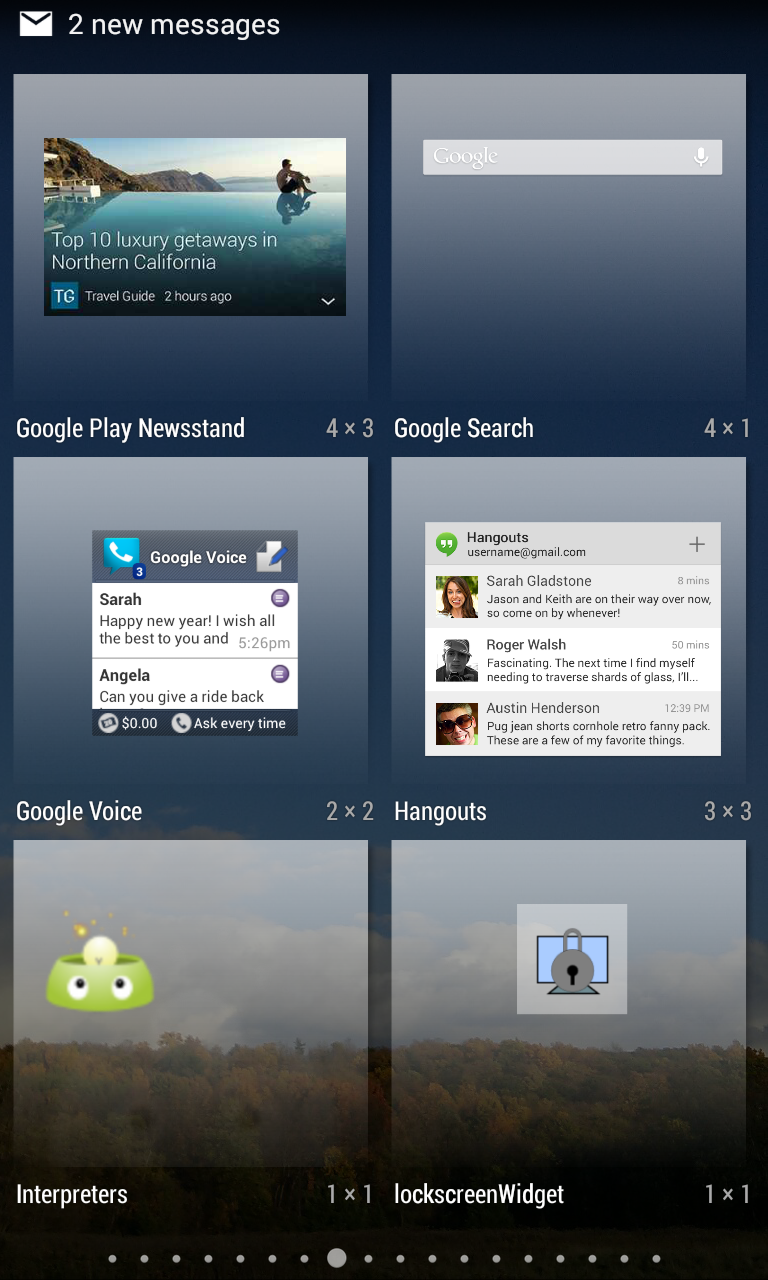 2 new messages
Top 10 luxury getaways in
Northern California
TG Travel Guide 2 hours ago
Google
Google Play Newsstand 4 × 3
Google Search 4 × 1
Google Voice
3
Sarah
Happy new year! I wish all
the best to you and 5:26pm
Angela
Can you give a ride back
$0.00 Ask every time
Hangouts
username@gmail.com
Sarah Gladstone 8 mins
Jason and Keith are on their way over now,
so come on by whenever!
Roger Walsh 50 mins
Fascinating. The next time I find myself
needing to traverse shards of glass, I'll...
Austin Henderson 12:39 PM
Pug jean shorts cornhole retro fanny pack.
These are a few of my favorite things.
Google Voice 2 × 2
Hangouts 3 × 3
Interpreters 1 × 1
lockscreenWidget 1 × 1